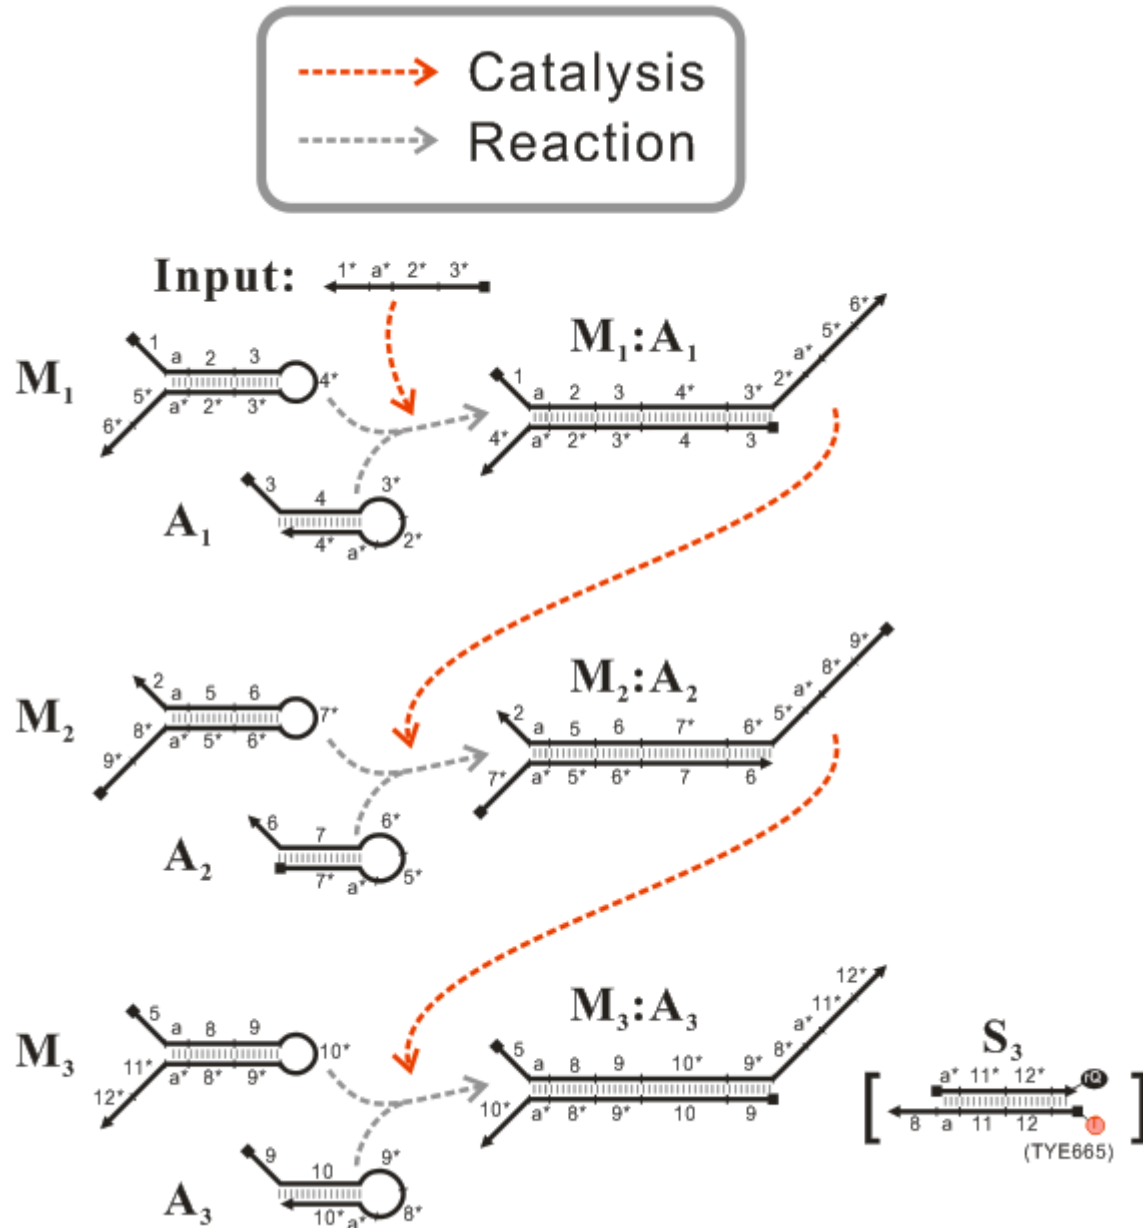 Catalysis
Reaction
Input:
1* a* 2* 3*
M1
1 a 2 3
4*
5* a* 2* 3*
6*
M1:A1
1 a 2 3 4* 3* 2* a* 5* 6*
4* a* 2* 3* 4 3
A1
3 4 3*
4* a* 2*
M2
2 a 5 6
7*
8* a* 5* 6*
9*
M2:A2
2 a 5 6 7* 6* 5* a* 8* 9*
7* a* 5* 6* 7 6
A2
6 7 6*
7* a* 5*
M3
5 a 8 9
10*
11* a* 8* 9*
12*
M3:A3
5 a 8 9 10* 9* 8* a* 11* 12*
10* a* 8* 9* 10 9
A3
9 10 9*
10* a* 8*
S3
[ a* 11* 12* rQ ]
8 a 11 12 T
(TYE665)